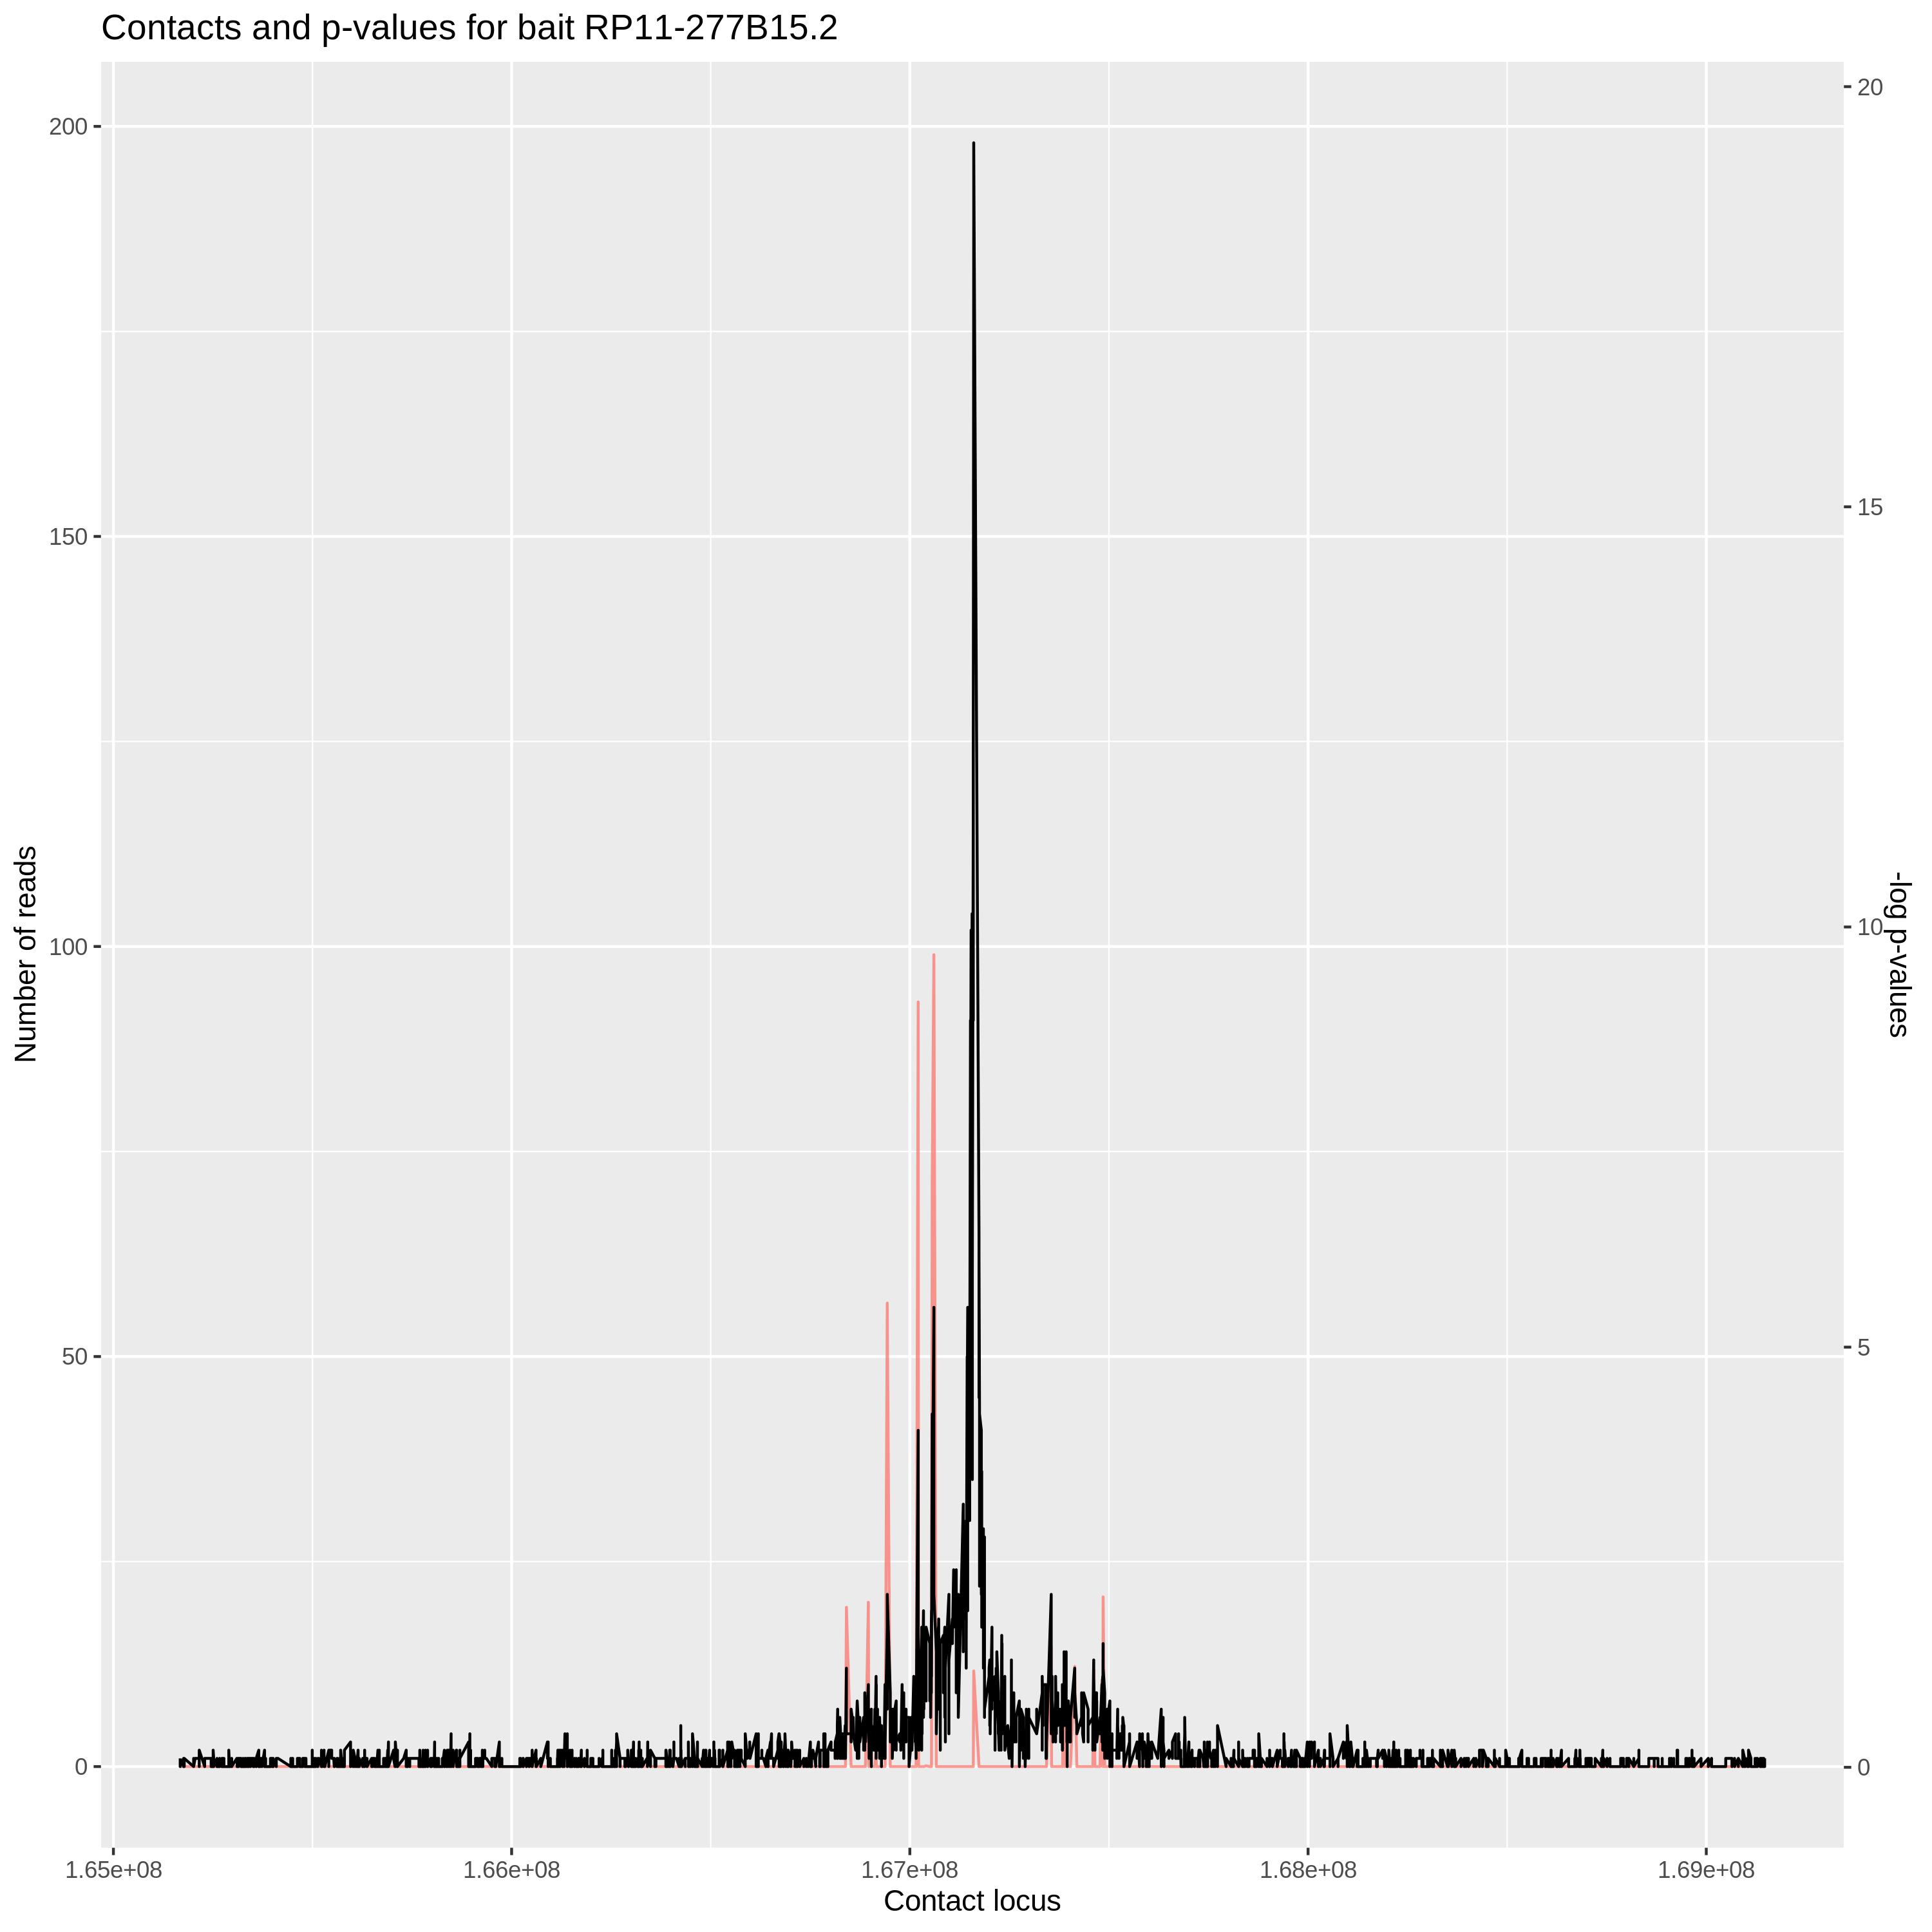 Contacts and p-values for bait RP11-277B15.2
200
150
100
50
0
Number of reads
20
15
10
5
0
-log p-values
1.65e+08 1.66e+08 1.67e+08 1.68e+08 1.69e+08
Contact locus